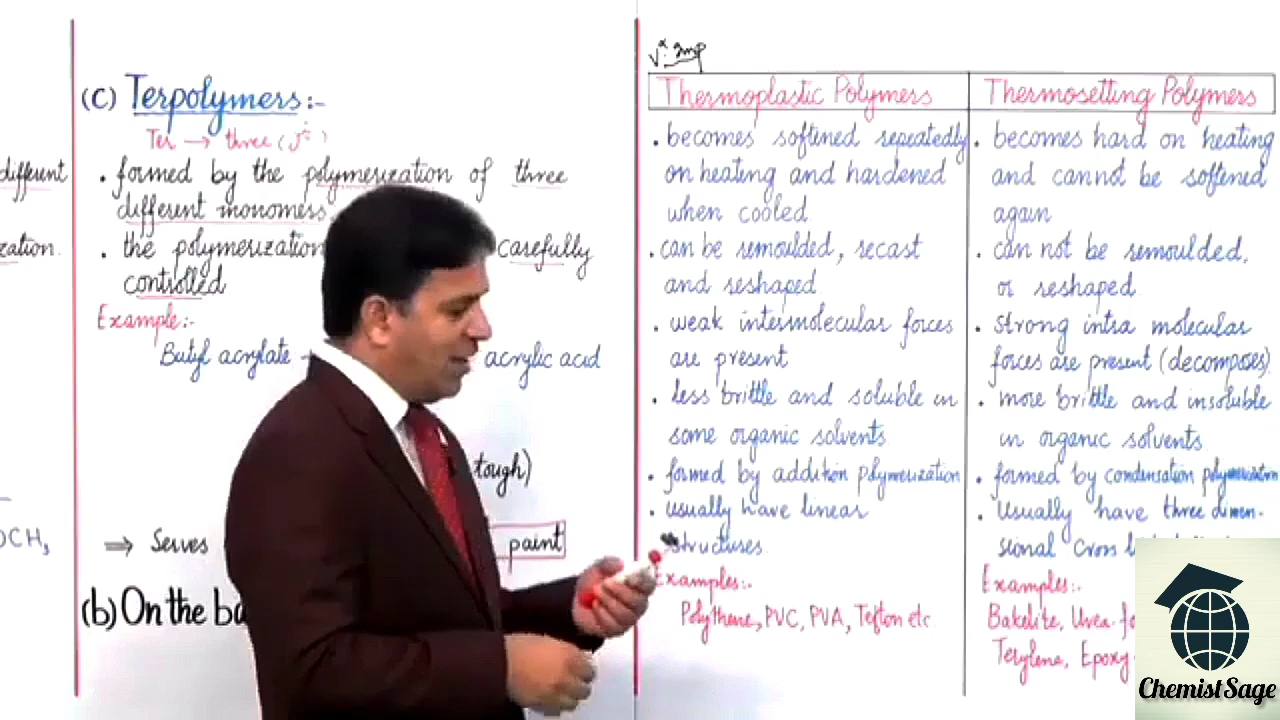 different
zation.
OCH₃
(C) Terpolymers:-
Ter → three
• formed by the polymerization of three
different monomers
• the polymerization carefully
controlled
Example:-
Butyl acrylate acrylic acid
tough)
⇒ Serves paint
(b) On the ba
V. Imp
Thermoplastic Polymers
• becomes softened repeatedly
on heating and hardened
when cooled
• can be remoulded, recast
and reshaped
• weak intermolecular forces
are present
• less brittle and soluble in
some organic solvents
• formed by addition polymerization
• usually have linear
structures
Examples:-
Polythene, PVC, PVA, Teflon etc
Thermosetting Polymers
• becomes hard on heating
and cannot be softened
again
• can not be remoulded,
or reshaped
• strong intra molecular
forces are present (decomposes)
• more brittle and insoluble
in organic solvents
• formed by condensation polymerization
• Usually have three dimen-
sional Cross
Examples:-
Bakelite, Urea-fo
Terylene, Epoxy
ChemistSage